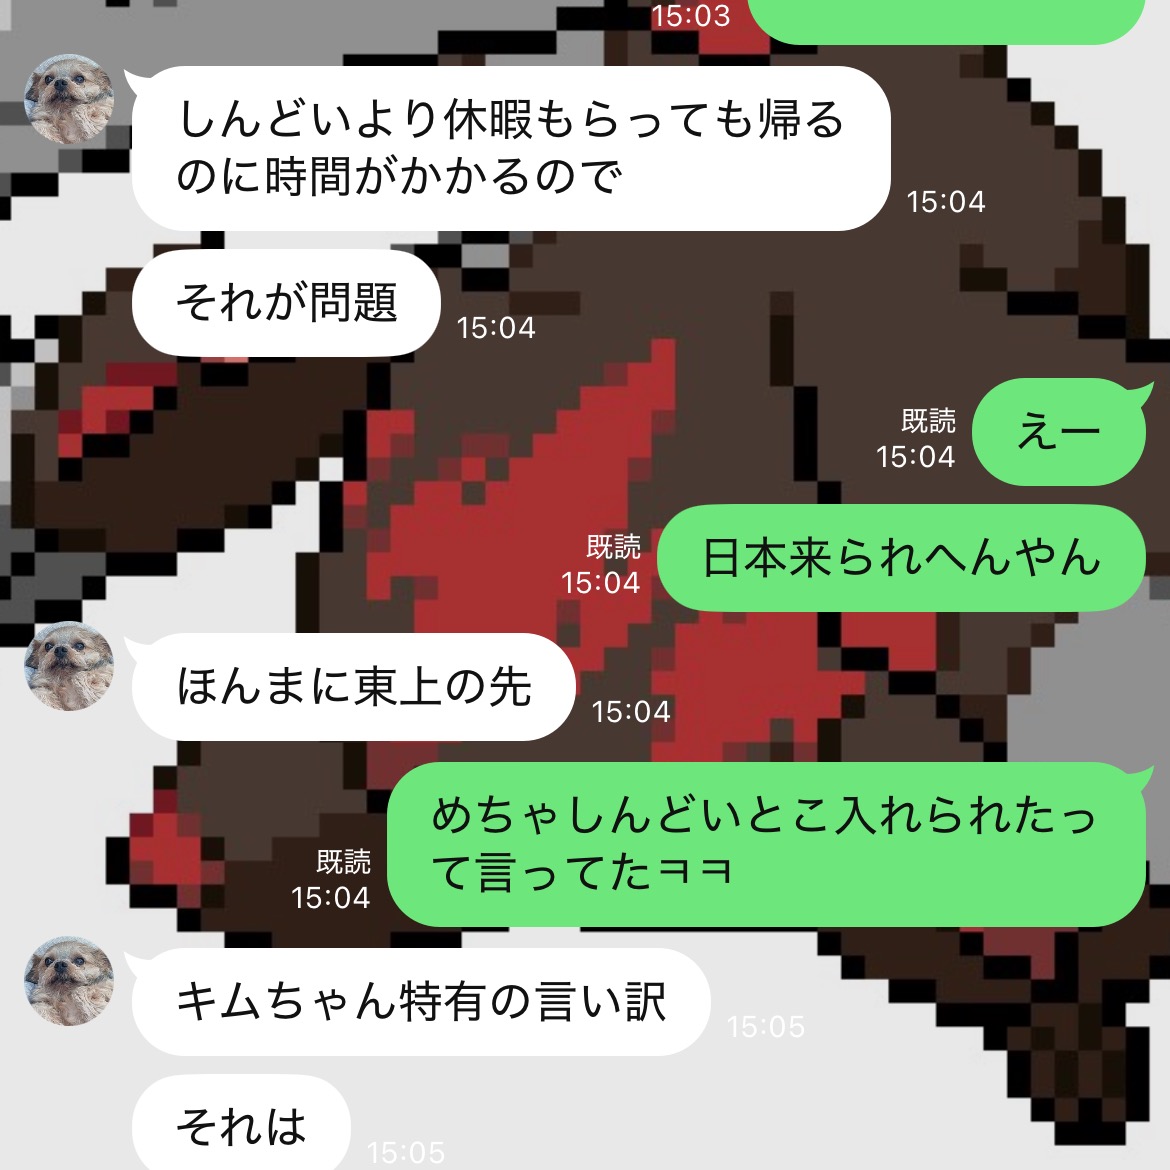 15:03
しんどいより休暇もらっても帰る
のに時間がかかるので
15:04
それが問題
15:04
えー
既読
15:04
日本来られへんやん
既読
15:04
ほんまに東上の先
15:04
めちゃしんどいとこ入れられたっ
て言ってたㅋㅋ
既読
15:04
キムちゃん特有の言い訳
15:05
それは
15:05